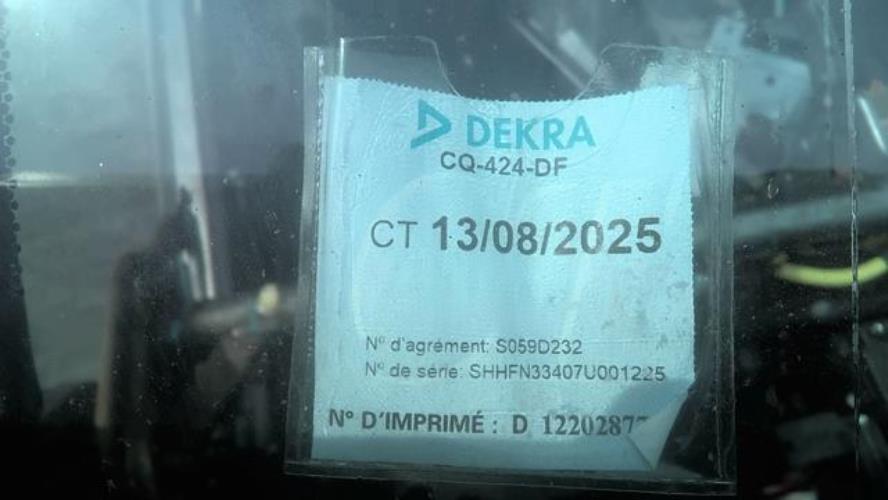 DEKRA
CQ-424-DF
CT 13/08/2025
N° d'agrément: S059D232
N° de série: SHHFN33407U001225
N° D'IMPRIMÉ : D